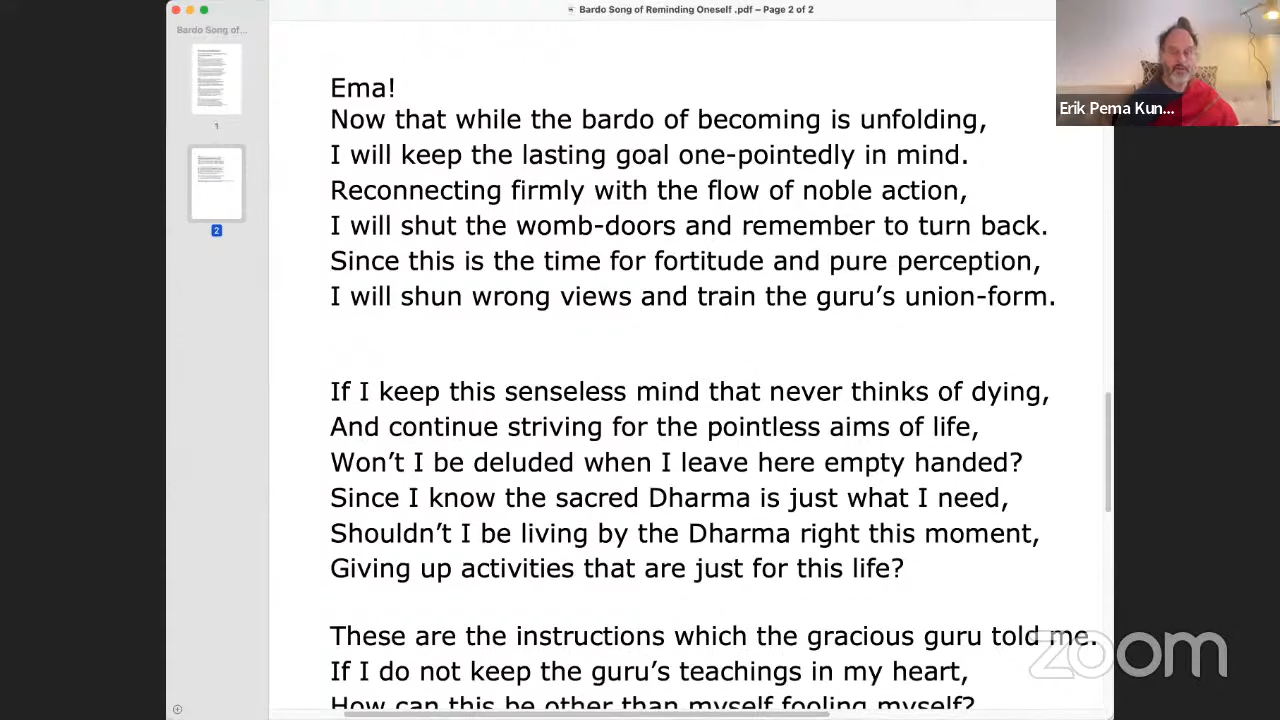 Bardo Song of Reminding Oneself .pdf – Page 2 of 2
Bardo Song of...
1
2
Ema!
Now that while the bardo of becoming is unfolding,
I will keep the lasting goal one-pointedly in mind.
Reconnecting firmly with the flow of noble action,
I will shut the womb-doors and remember to turn back.
Since this is the time for fortitude and pure perception,
I will shun wrong views and train the guru’s union-form.
If I keep this senseless mind that never thinks of dying,
And continue striving for the pointless aims of life,
Won’t I be deluded when I leave here empty handed?
Since I know the sacred Dharma is just what I need,
Shouldn’t I be living by the Dharma right this moment,
Giving up activities that are just for this life?
These are the instructions which the gracious guru told me.
If I do not keep the guru’s teachings in my heart,
How can this be other than myself fooling myself?
Erik Pema Kun...
zoom